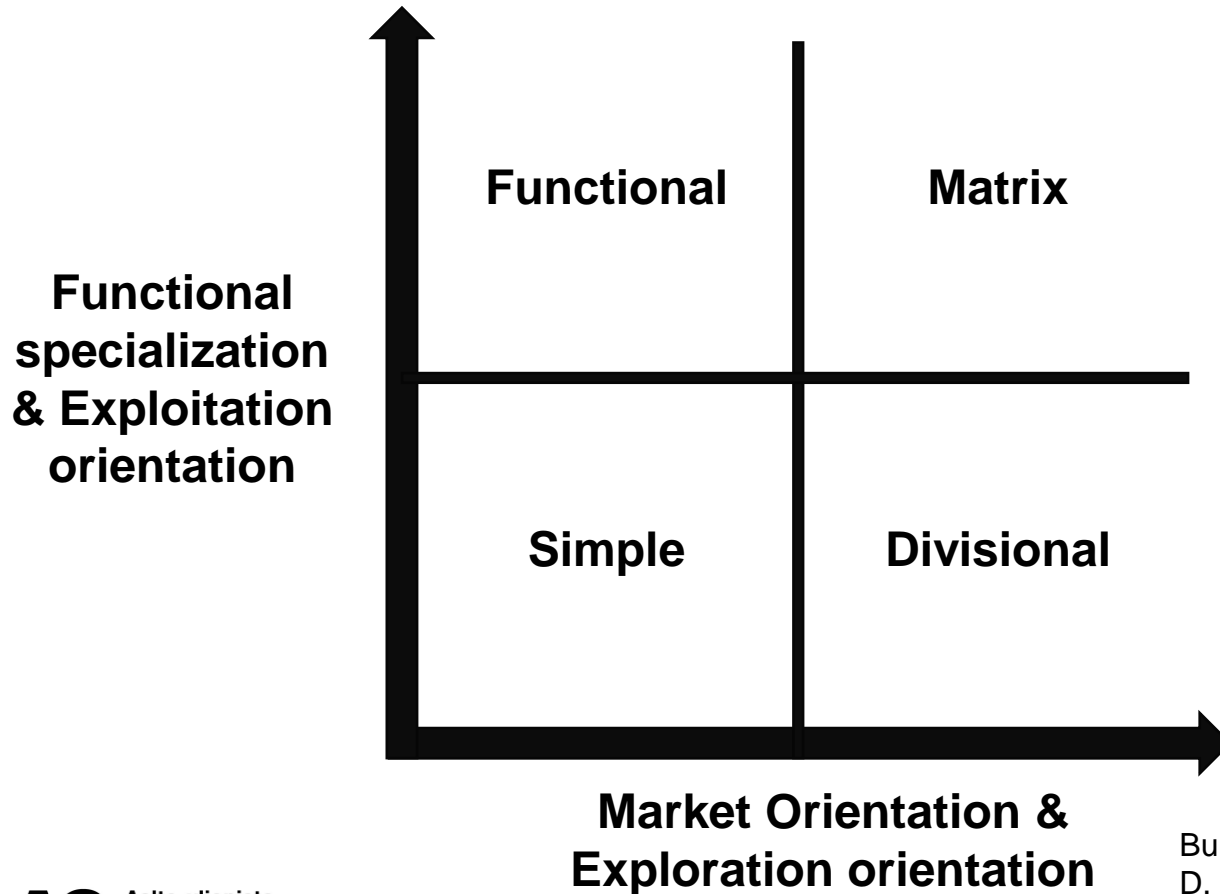 Functional
Matrix
Functional
specialization
& Exploitation
orientation
Simple
Divisional
Market Orientation &
Exploration orientation
Bu
D.